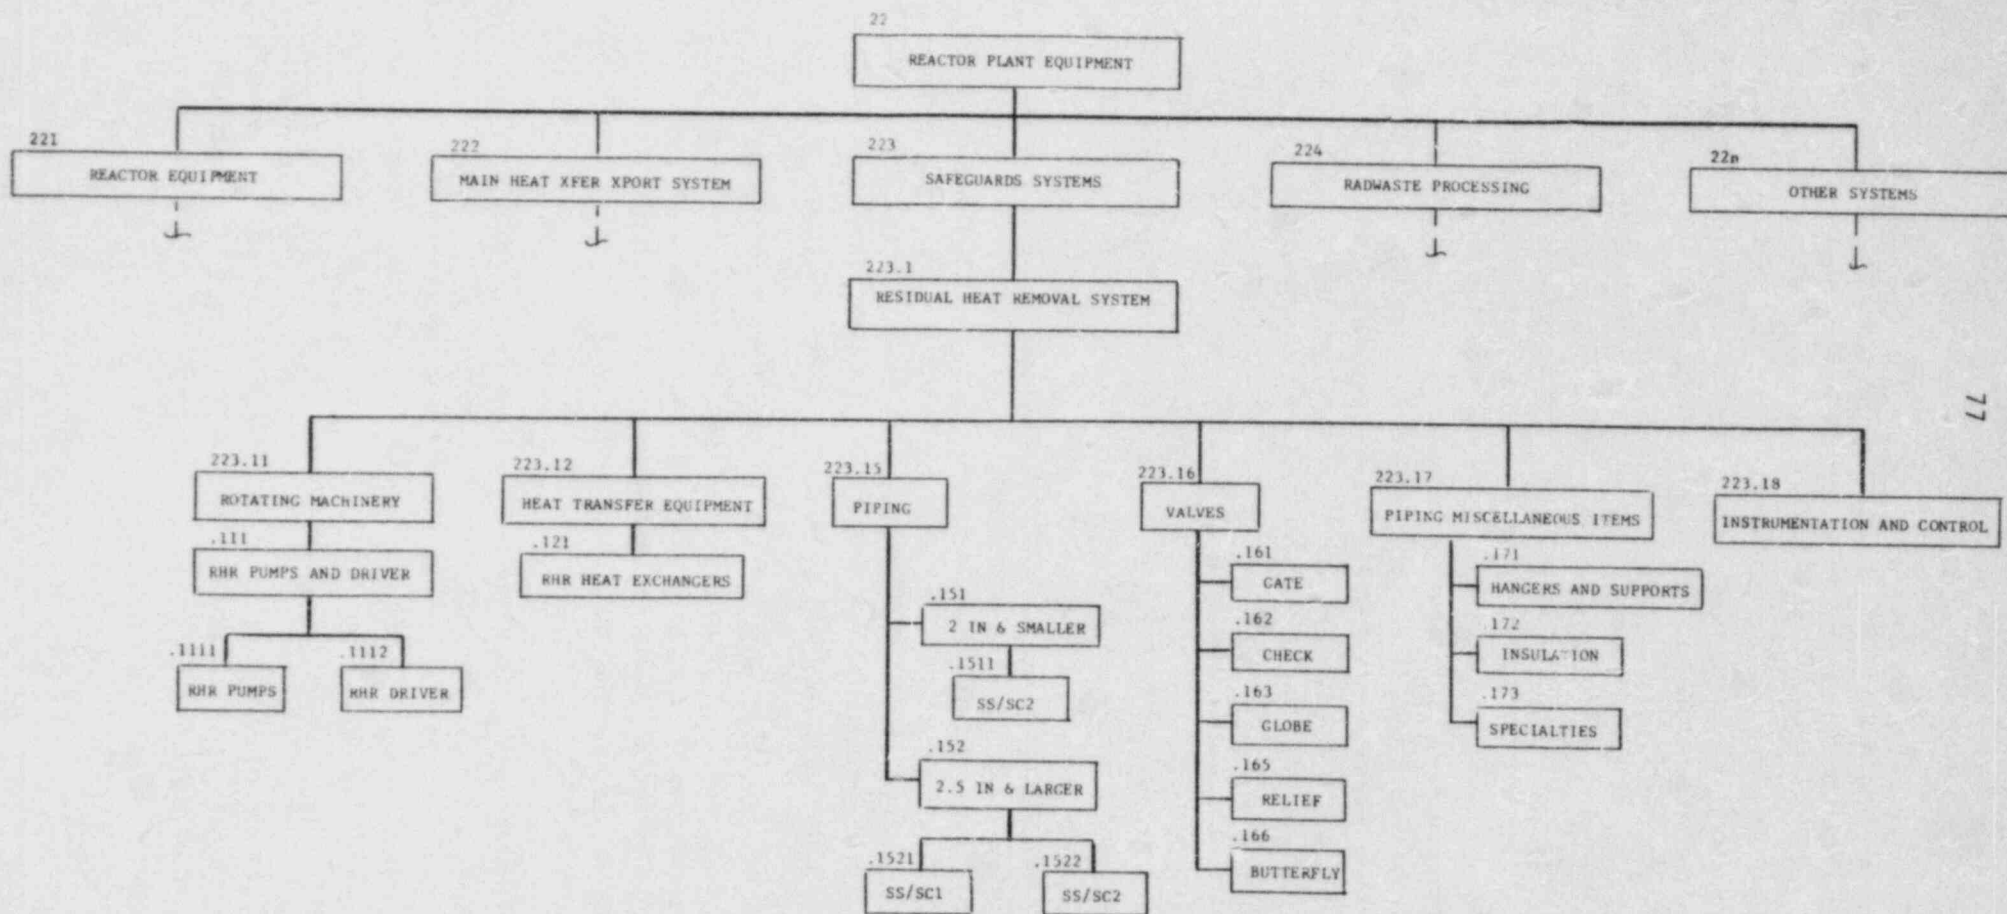 22
REACTOR PLANT EQUIPMENT
221
REACTOR EQUIPMENT
222
MAIN HEAT XFER XPORT SYSTEM
223
SAFEGUARDS SYSTEMS
224
RADWASTE PROCESSING
22n
OTHER SYSTEMS
223.1
RESIDUAL HEAT REMOVAL SYSTEM
77
223.11
ROTATING MACHINERY
.111
RHR PUMPS AND DRIVER
.1111
RHR PUMPS
.1112
RHR DRIVER
223.12
HEAT TRANSFER EQUIPMENT
.121
RHR HEAT EXCHANGERS
223.15
PIPING
.151
2 IN & SMALLER
.1511
SS/SC2
.152
2.5 IN & LARGER
.1521
SS/SC1
.1522
SS/SC2
223.16
VALVES
.161
GATE
.162
CHECK
.163
GLOBE
.165
RELIEF
.166
BUTTERFLY
223.17
PIPING MISCELLANEOUS ITEMS
.171
HANGERS AND SUPPORTS
.172
INSULATION
.173
SPECIALTIES
223.18
INSTRUMENTATION AND CONTROL